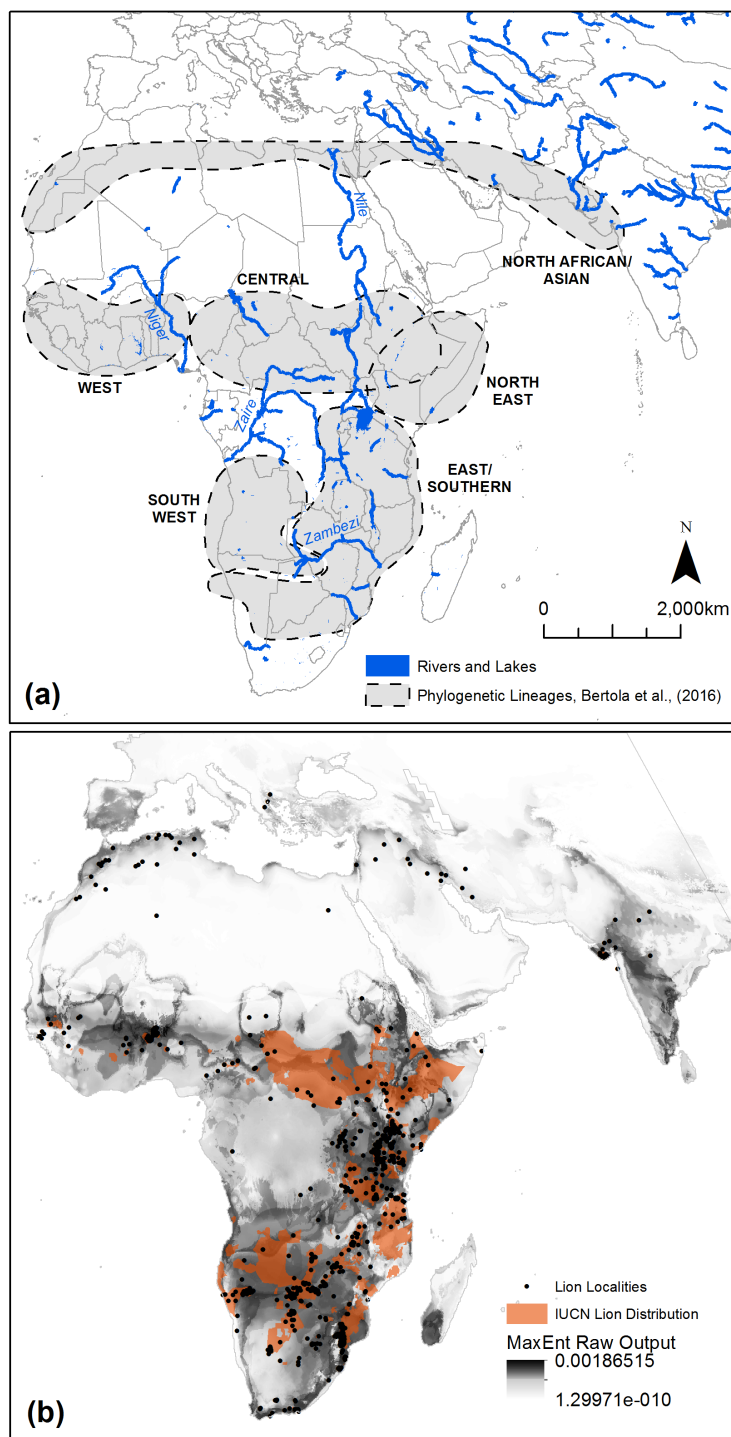 Nile
NORTH AFRICAN/
ASIAN
CENTRAL
Niger
WEST
NORTH
EAST
Zaire
EAST/
SOUTHERN
SOUTH
WEST
Zambezi
N
0 2,000km
Rivers and Lakes
Phylogenetic Lineages, Bertola et al., (2016)
(a)
Lion Localities
IUCN Lion Distribution
MaxEnt Raw Output
0.00186515
1.29971e-010
(b)